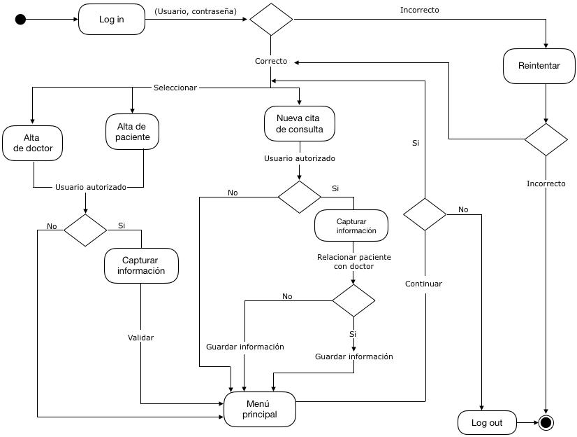 Log in
(Usuario, contraseña)
Incorrecto
Reintentar
Correcto
Seleccionar
Alta
de doctor
Alta de
paciente
Nueva cita
de consulta
Si
Incorrecto
Usuario autorizado
Usuario autorizado
No
Si
No
Si
No
Capturar
información
Capturar
información
Relacionar paciente
con doctor
Continuar
No
Si
Validar
Guardar información
Guardar información
Menú
principal
Log out